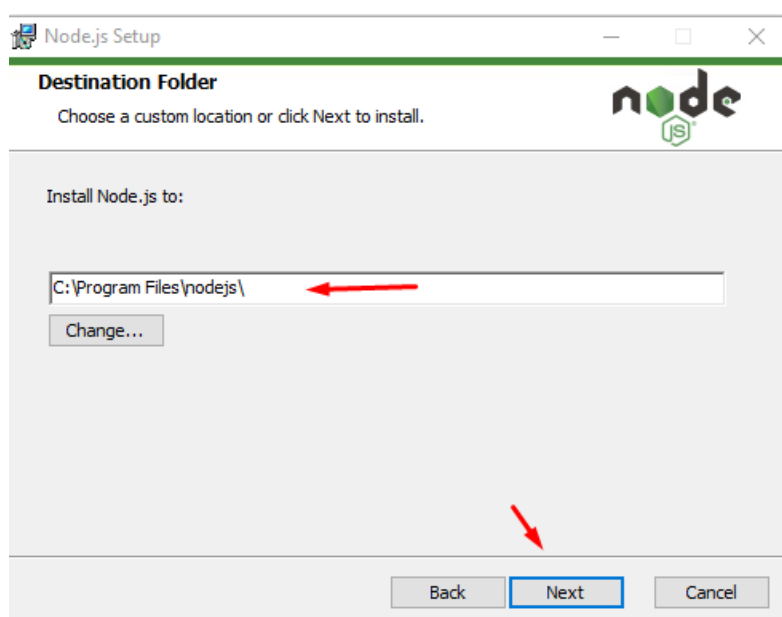 Node.js Setup
Destination Folder
node
Choose a custom location or click Next to install.
JS
Install Node.js to:
C:\Program Files\nodejs\
Change...
Back Next Cancel